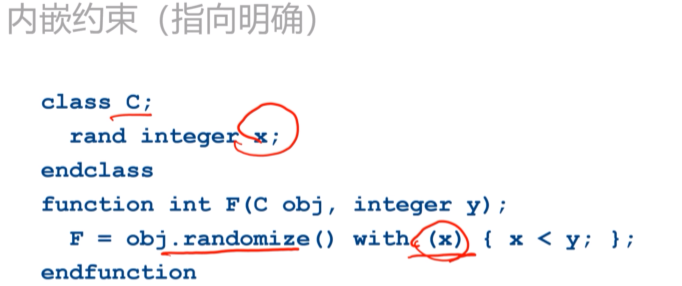 内嵌约束（指向明确）
class C;
rand integer x;
endclass
function int F(C obj, integer y);
F = obj.randomize() with (x) { x < y; };
endfunction